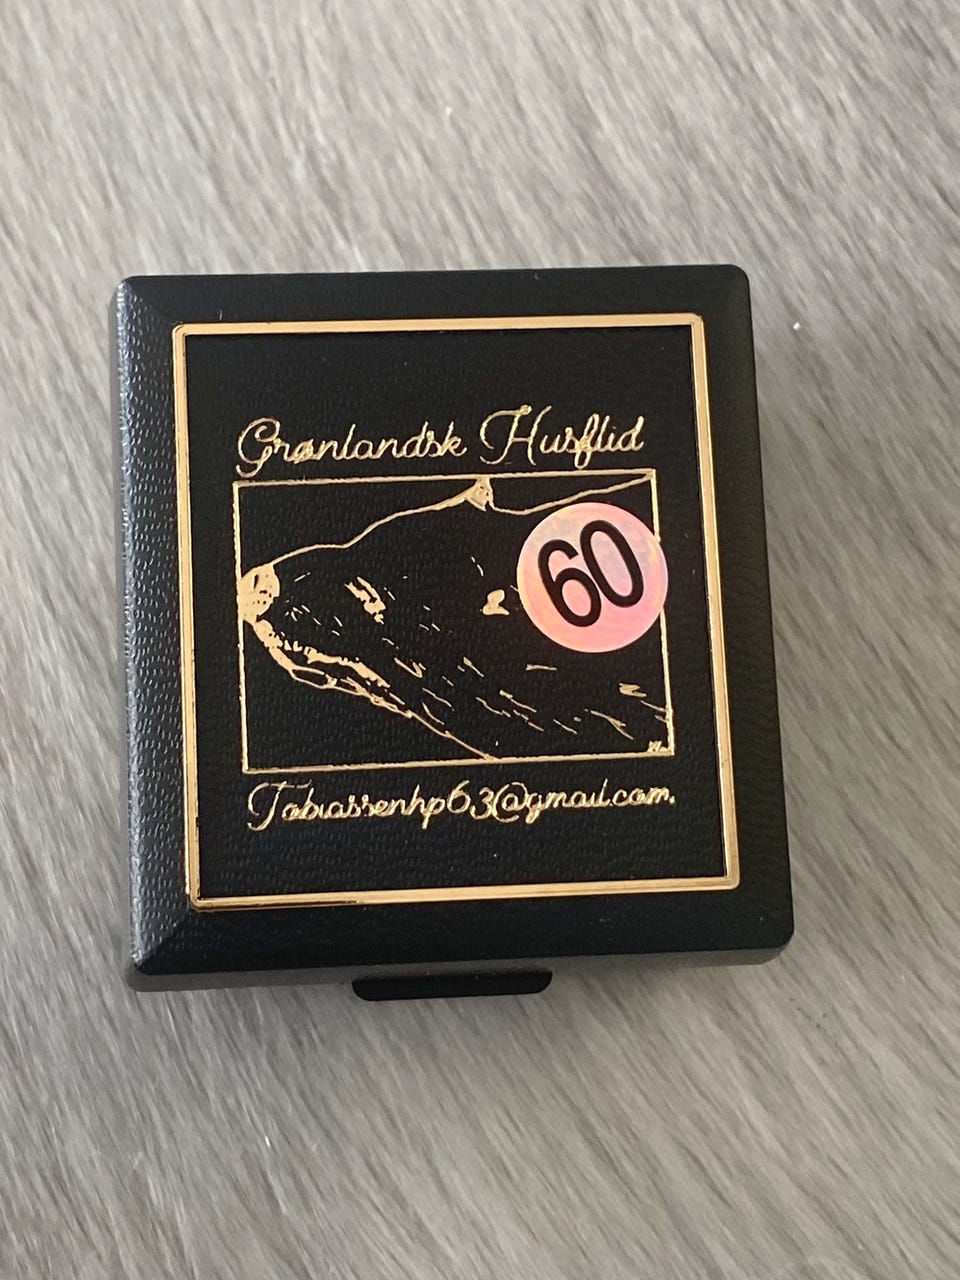 Grønlandsk Husflid
60
Tobiassenhp63@gmail.com.